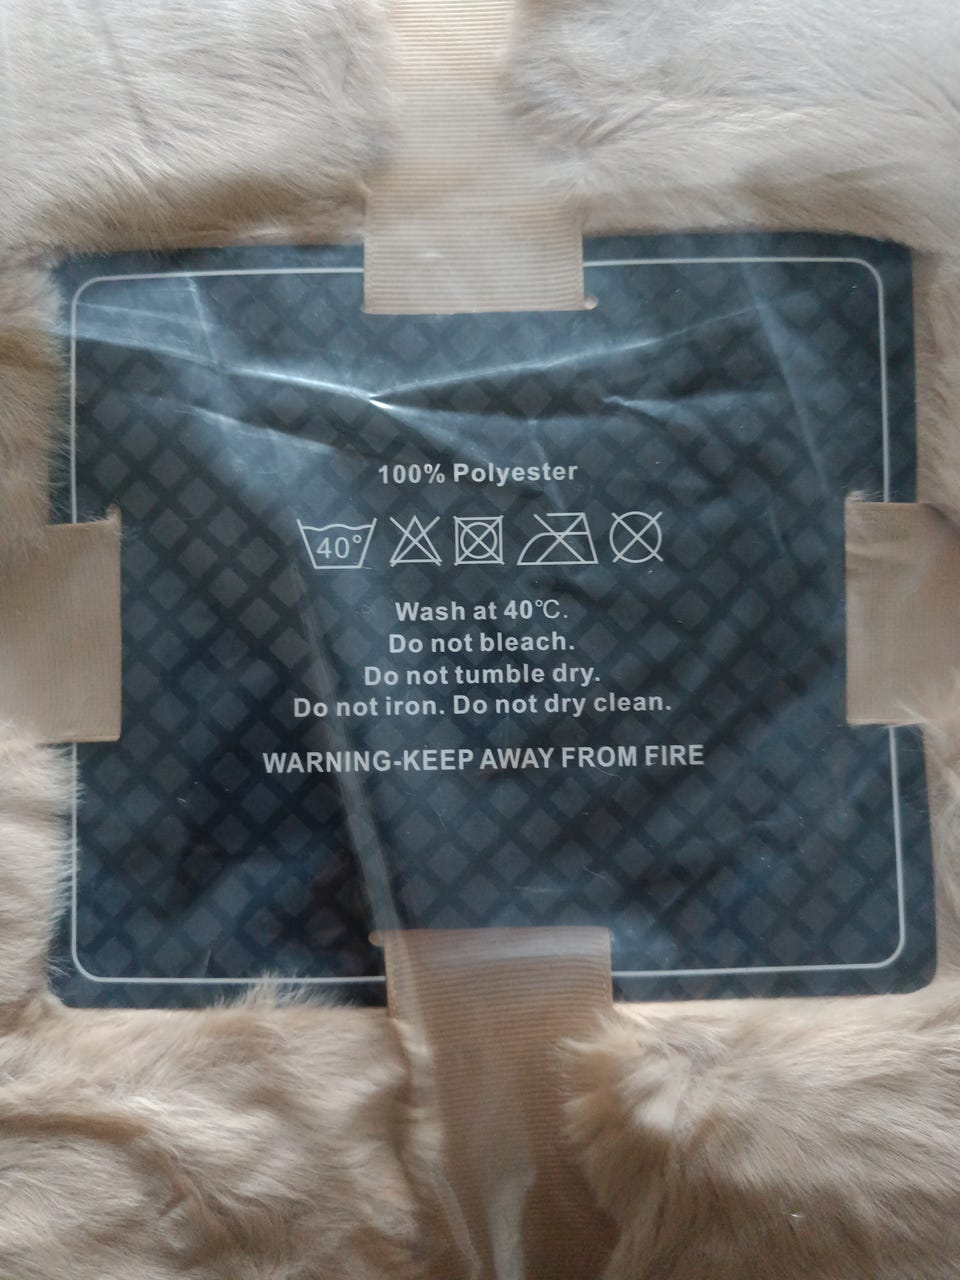 100% Polyester
40°
Wash at 40℃.
Do not bleach.
Do not tumble dry.
Do not iron. Do not dry clean.
WARNING-KEEP AWAY FROM FIRE